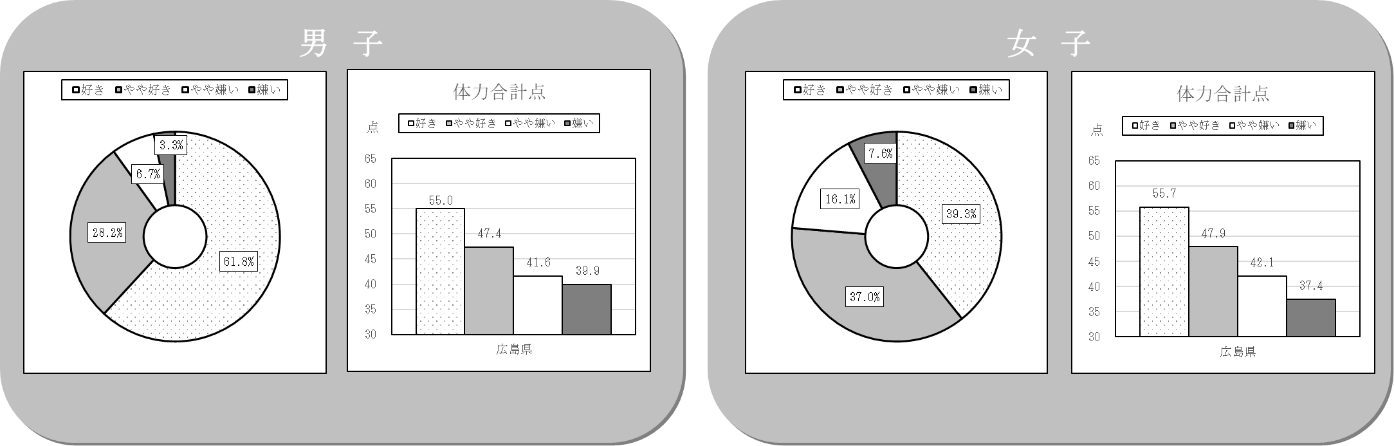 男 子
好き やや好き やや嫌い 嫌い
3.3%
6.7%
28.2%
61.8%
体力合計点
点
好き やや好き やや嫌い 嫌い
65
60
55
50
45
40
35
30
55.0
47.4
41.6
39.9
広島県
女 子
好き やや好き やや嫌い 嫌い
7.6%
16.1%
39.3%
37.0%
体力合計点
点
好き やや好き やや嫌い 嫌い
65
60
55
50
45
40
35
30
55.7
47.9
42.1
37.4
広島県